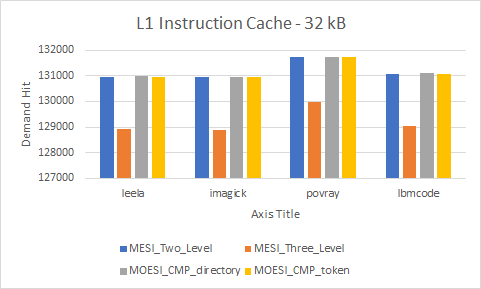 L1 Instruction Cache - 32 kB
132000
131000
130000
129000
128000
127000
Demand Hit
leela imagick povray lbmcode
Axis Title
MESI_Two_Level MESI_Three_Level
MOESI_CMP_directory MOESI_CMP_token